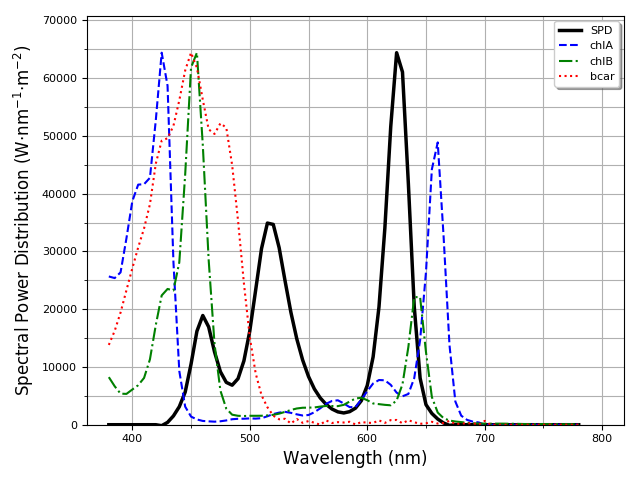 70000
60000
50000
40000
30000
20000
10000
0
400
500
600
700
800
Wavelength (nm)
Spectral Power Distribution (W·nm⁻¹·m⁻²)
SPD
chlA
chlB
bcar